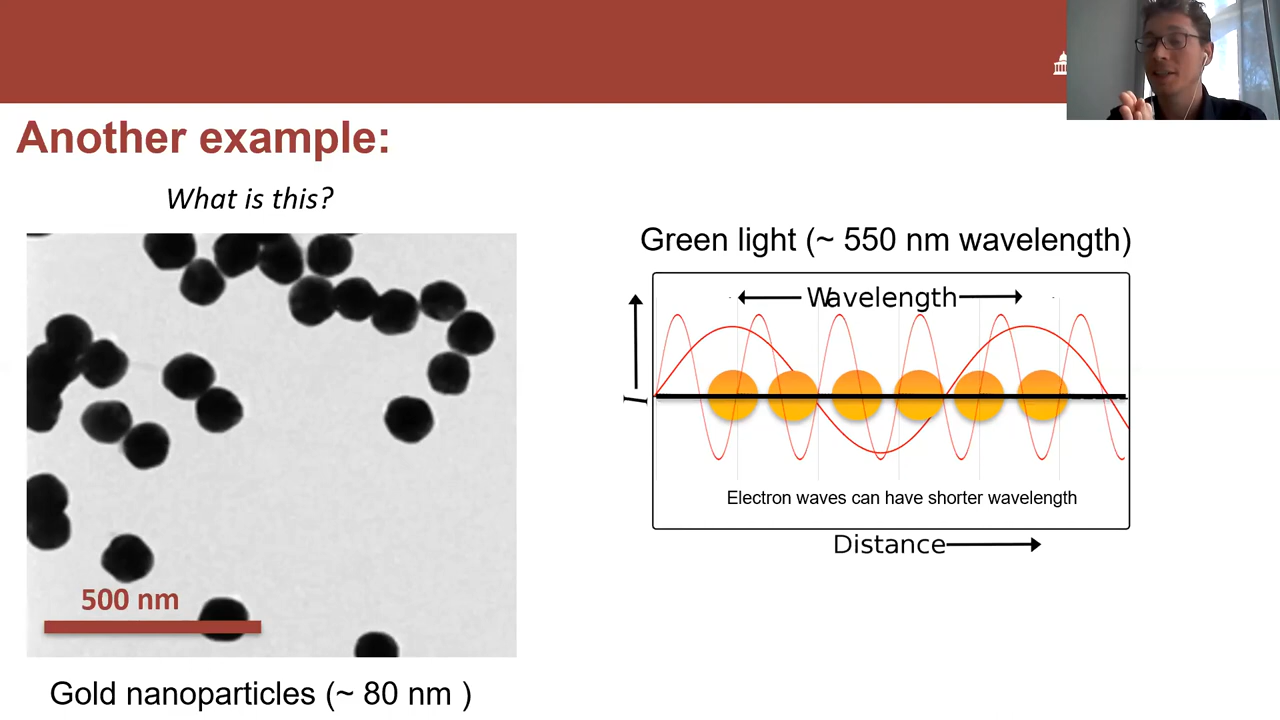 Another example:
What is this?
500 nm
Gold nanoparticles (~ 80 nm )
Green light (~ 550 nm wavelength)
Wavelength
I
Electron waves can have shorter wavelength
Distance